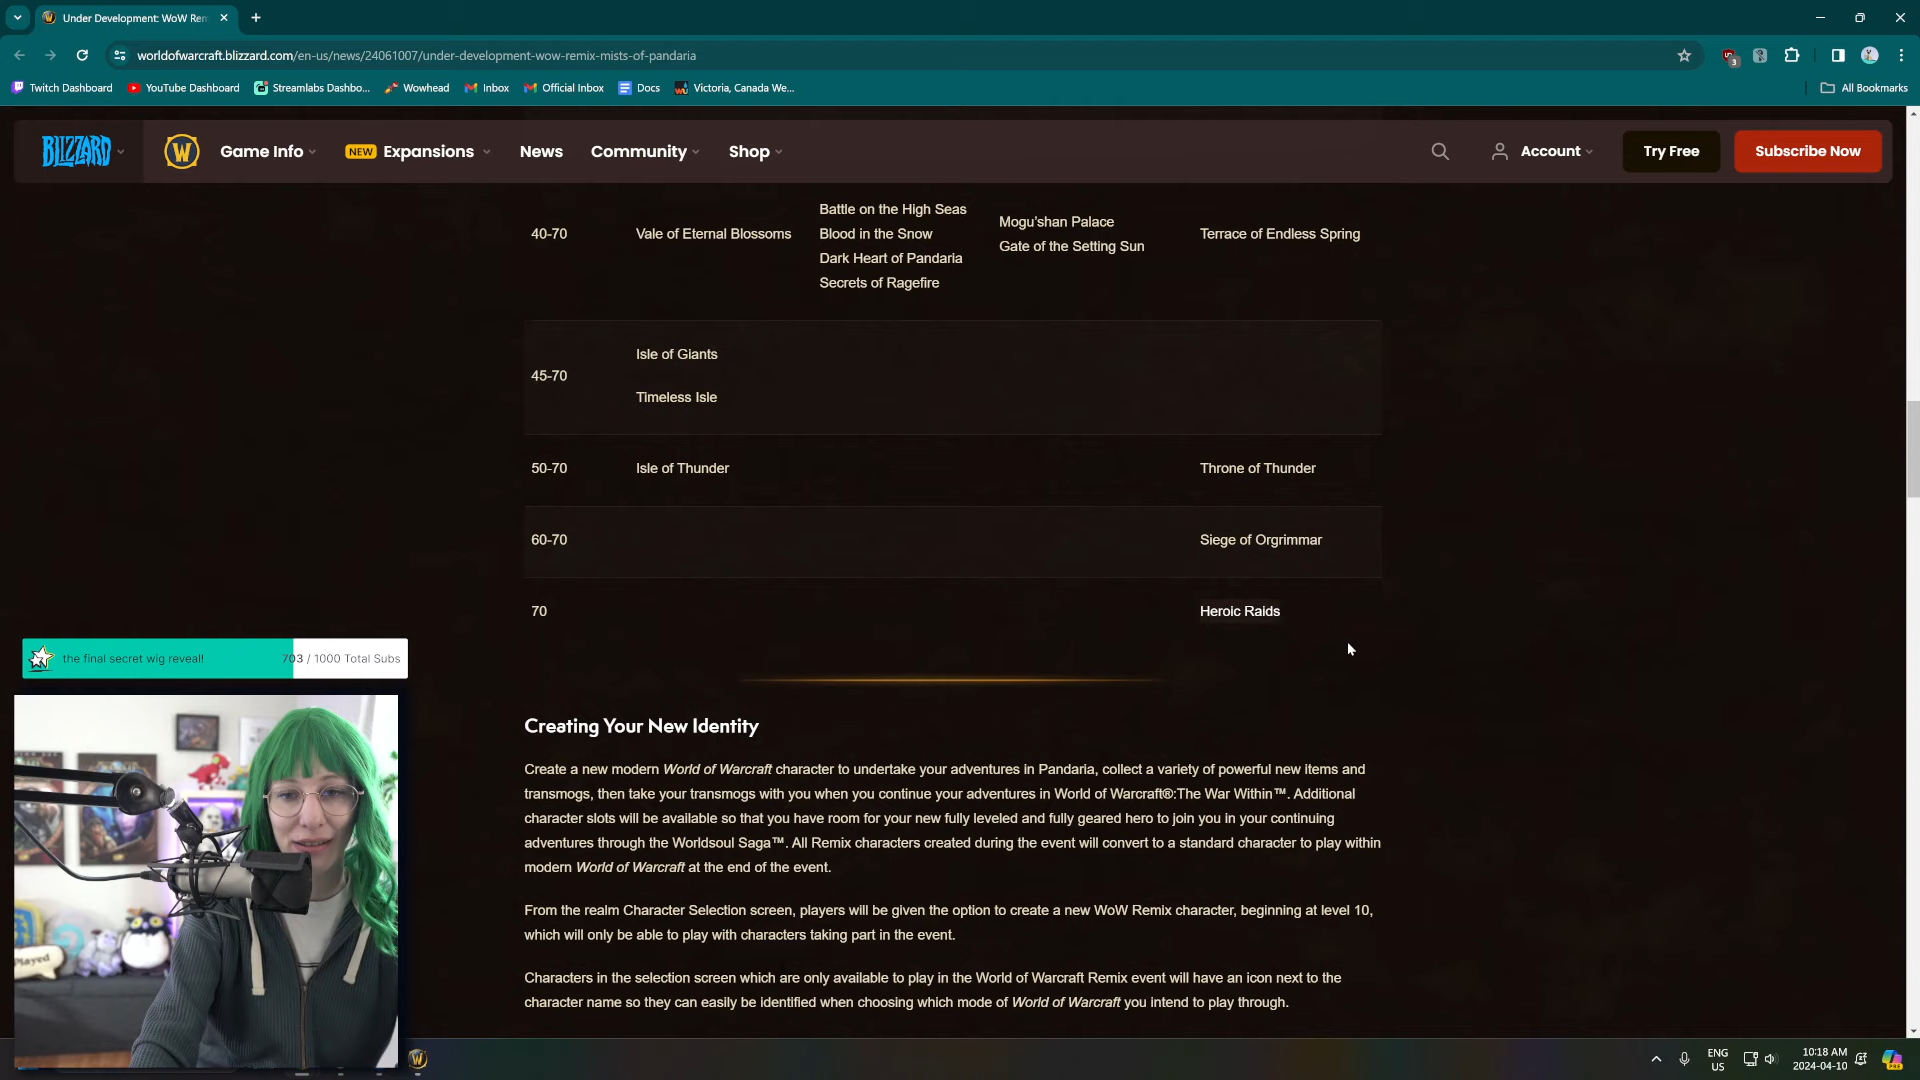 Under Development: WoW Rem
worldofwarcraft.blizzard.com/en-us/news/24061007/under-development-wow-remix-mists-of-pandaria
3
Twitch Dashboard
YouTube Dashboard
Streamlabs Dashbo...
Wowhead
Inbox
Official Inbox
Docs
Victoria, Canada We...
All Bookmarks
BLIZZARD
W
Game Info
NEW
Expansions
News
Community
Shop
Account
Try Free
Subscribe Now
40-70
Vale of Eternal Blossoms
Battle on the High Seas
Blood in the Snow
Dark Heart of Pandaria
Secrets of Ragefire
Mogu'shan Palace
Gate of the Setting Sun
Terrace of Endless Spring
45-70
Isle of Giants
Timeless Isle
50-70
Isle of Thunder
Throne of Thunder
60-70
Siege of Orgrimmar
70
Heroic Raids
the final secret wig reveal!
703 / 1000 Total Subs
Creating Your New Identity
Create a new modern World of Warcraft character to undertake your adventures in Pandaria, collect a variety of powerful new items and
transmogs, then take your transmogs with you when you continue your adventures in World of Warcraft®:The War Within™. Additional
character slots will be available so that you have room for your new fully leveled and fully geared hero to join you in your continuing
adventures through the Worldsoul Saga™. All Remix characters created during the event will convert to a standard character to play within
modern World of Warcraft at the end of the event.
From the realm Character Selection screen, players will be given the option to create a new WoW Remix character, beginning at level 10,
which will only be able to play with characters taking part in the event.
Characters in the selection screen which are only available to play in the World of Warcraft Remix event will have an icon next to the
character name so they can easily be identified when choosing which mode of World of Warcraft you intend to play through.
Played
ENG
US
10:18 AM
2024-04-10
PRE